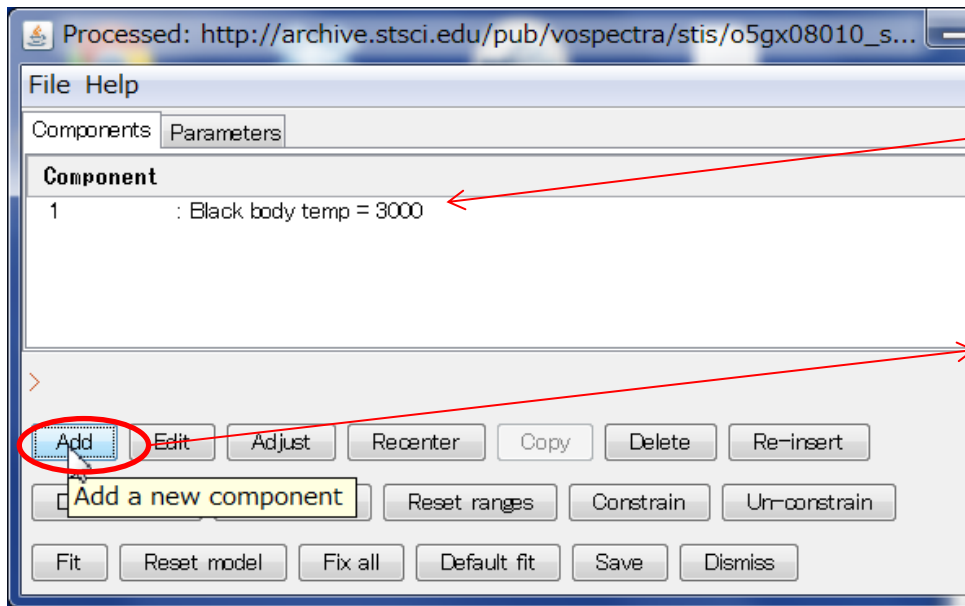 Processed: http://archive.stsci.edu/pub/vospectra/stis/o5gx08010_s...
File Help
Components Parameters
Component
1 : Black body temp = 3000
>
Add Edit Adjust Recenter Copy Delete Re-insert
Add a new component Reset ranges Constrain Un-constrain
Fit Reset model Fix all Default fit Save Dismiss